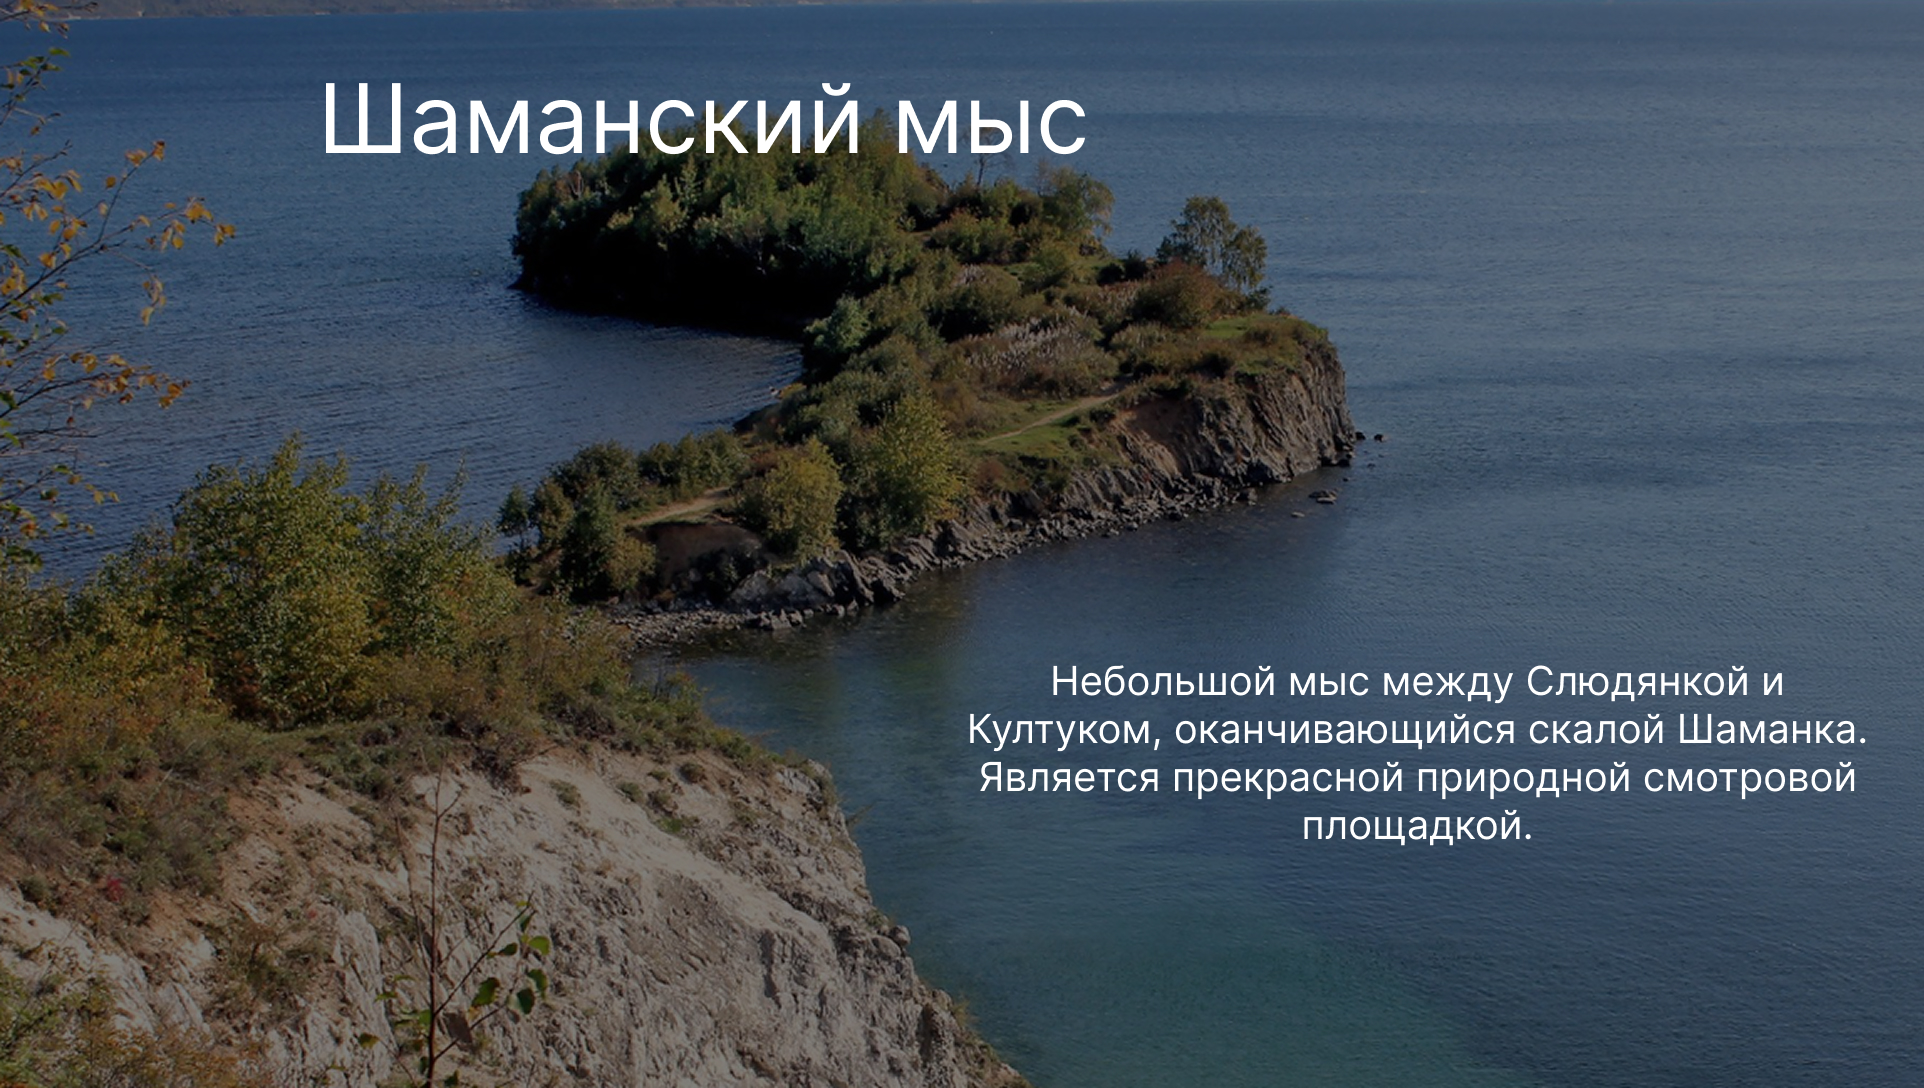 Шаманский мыс
Небольшой мыс между Слюдянкой и
Култуком, оканчивающийся скалой Шаманка.
Является прекрасной природной смотровой
площадкой.